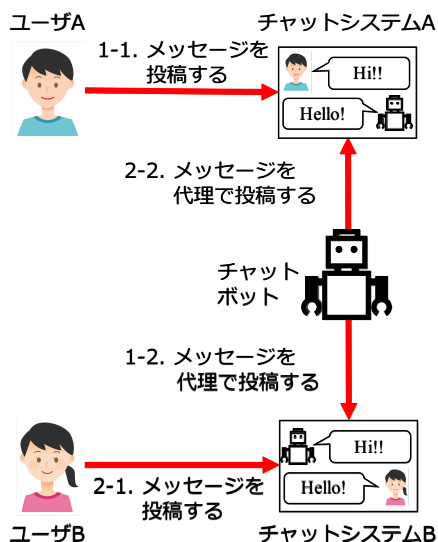 ユーザA
チャットシステムA
1-1. メッセージを
投稿する
Hi!!
Hello!
2-2. メッセージを
代理で投稿する
チャット
ボット
1-2. メッセージを
代理で投稿する
Hi!!
Hello!
2-1. メッセージを
投稿する
ユーザB
チャットシステムB